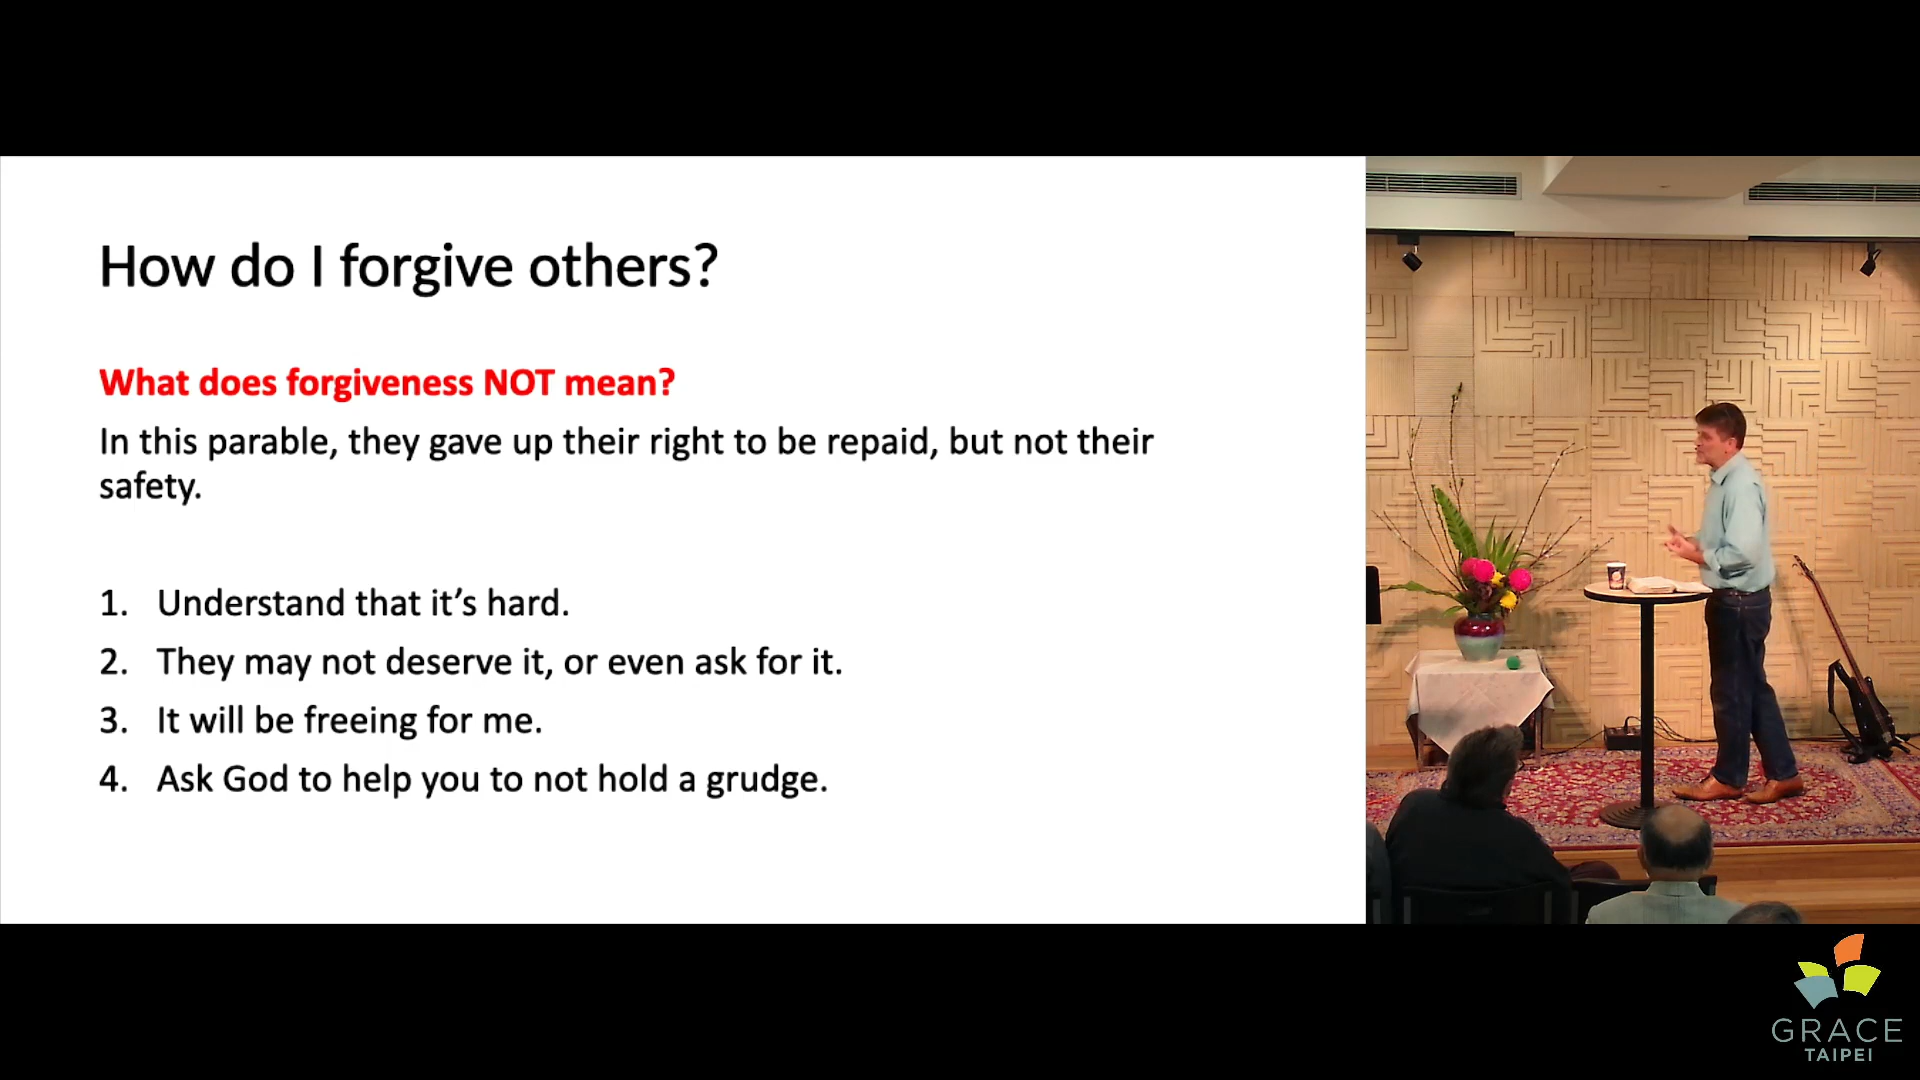 How do I forgive others?
What does forgiveness NOT mean?
In this parable, they gave up their right to be repaid, but not their
safety.
1. Understand that it’s hard.
2. They may not deserve it, or even ask for it.
3. It will be freeing for me.
4. Ask God to help you to not hold a grudge.
GRACE
TAIPEI